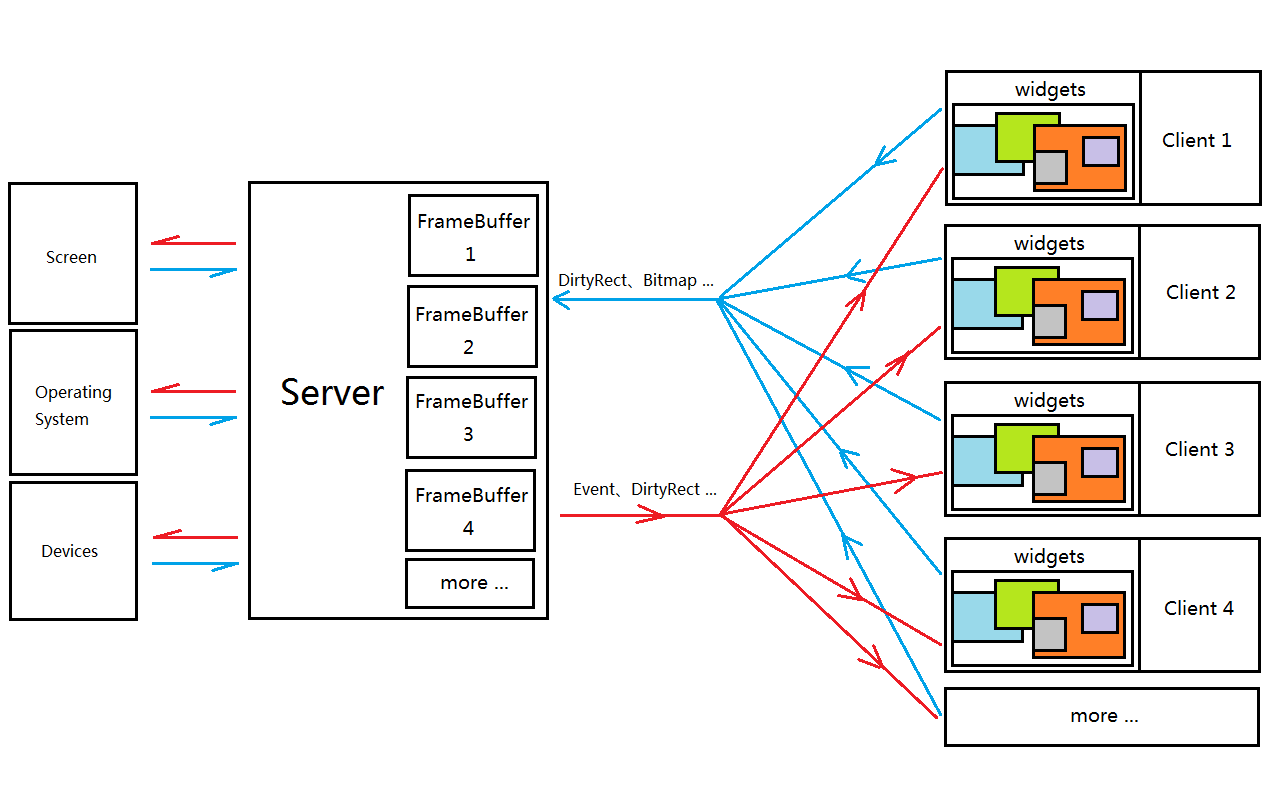 Screen
Operating
System
Devices
Server
FrameBuffer
1
FrameBuffer
2
FrameBuffer
3
FrameBuffer
4
more ...
DirtyRect、Bitmap ...
Event、DirtyRect ...
widgets
Client 1
widgets
Client 2
widgets
Client 3
widgets
Client 4
more ...